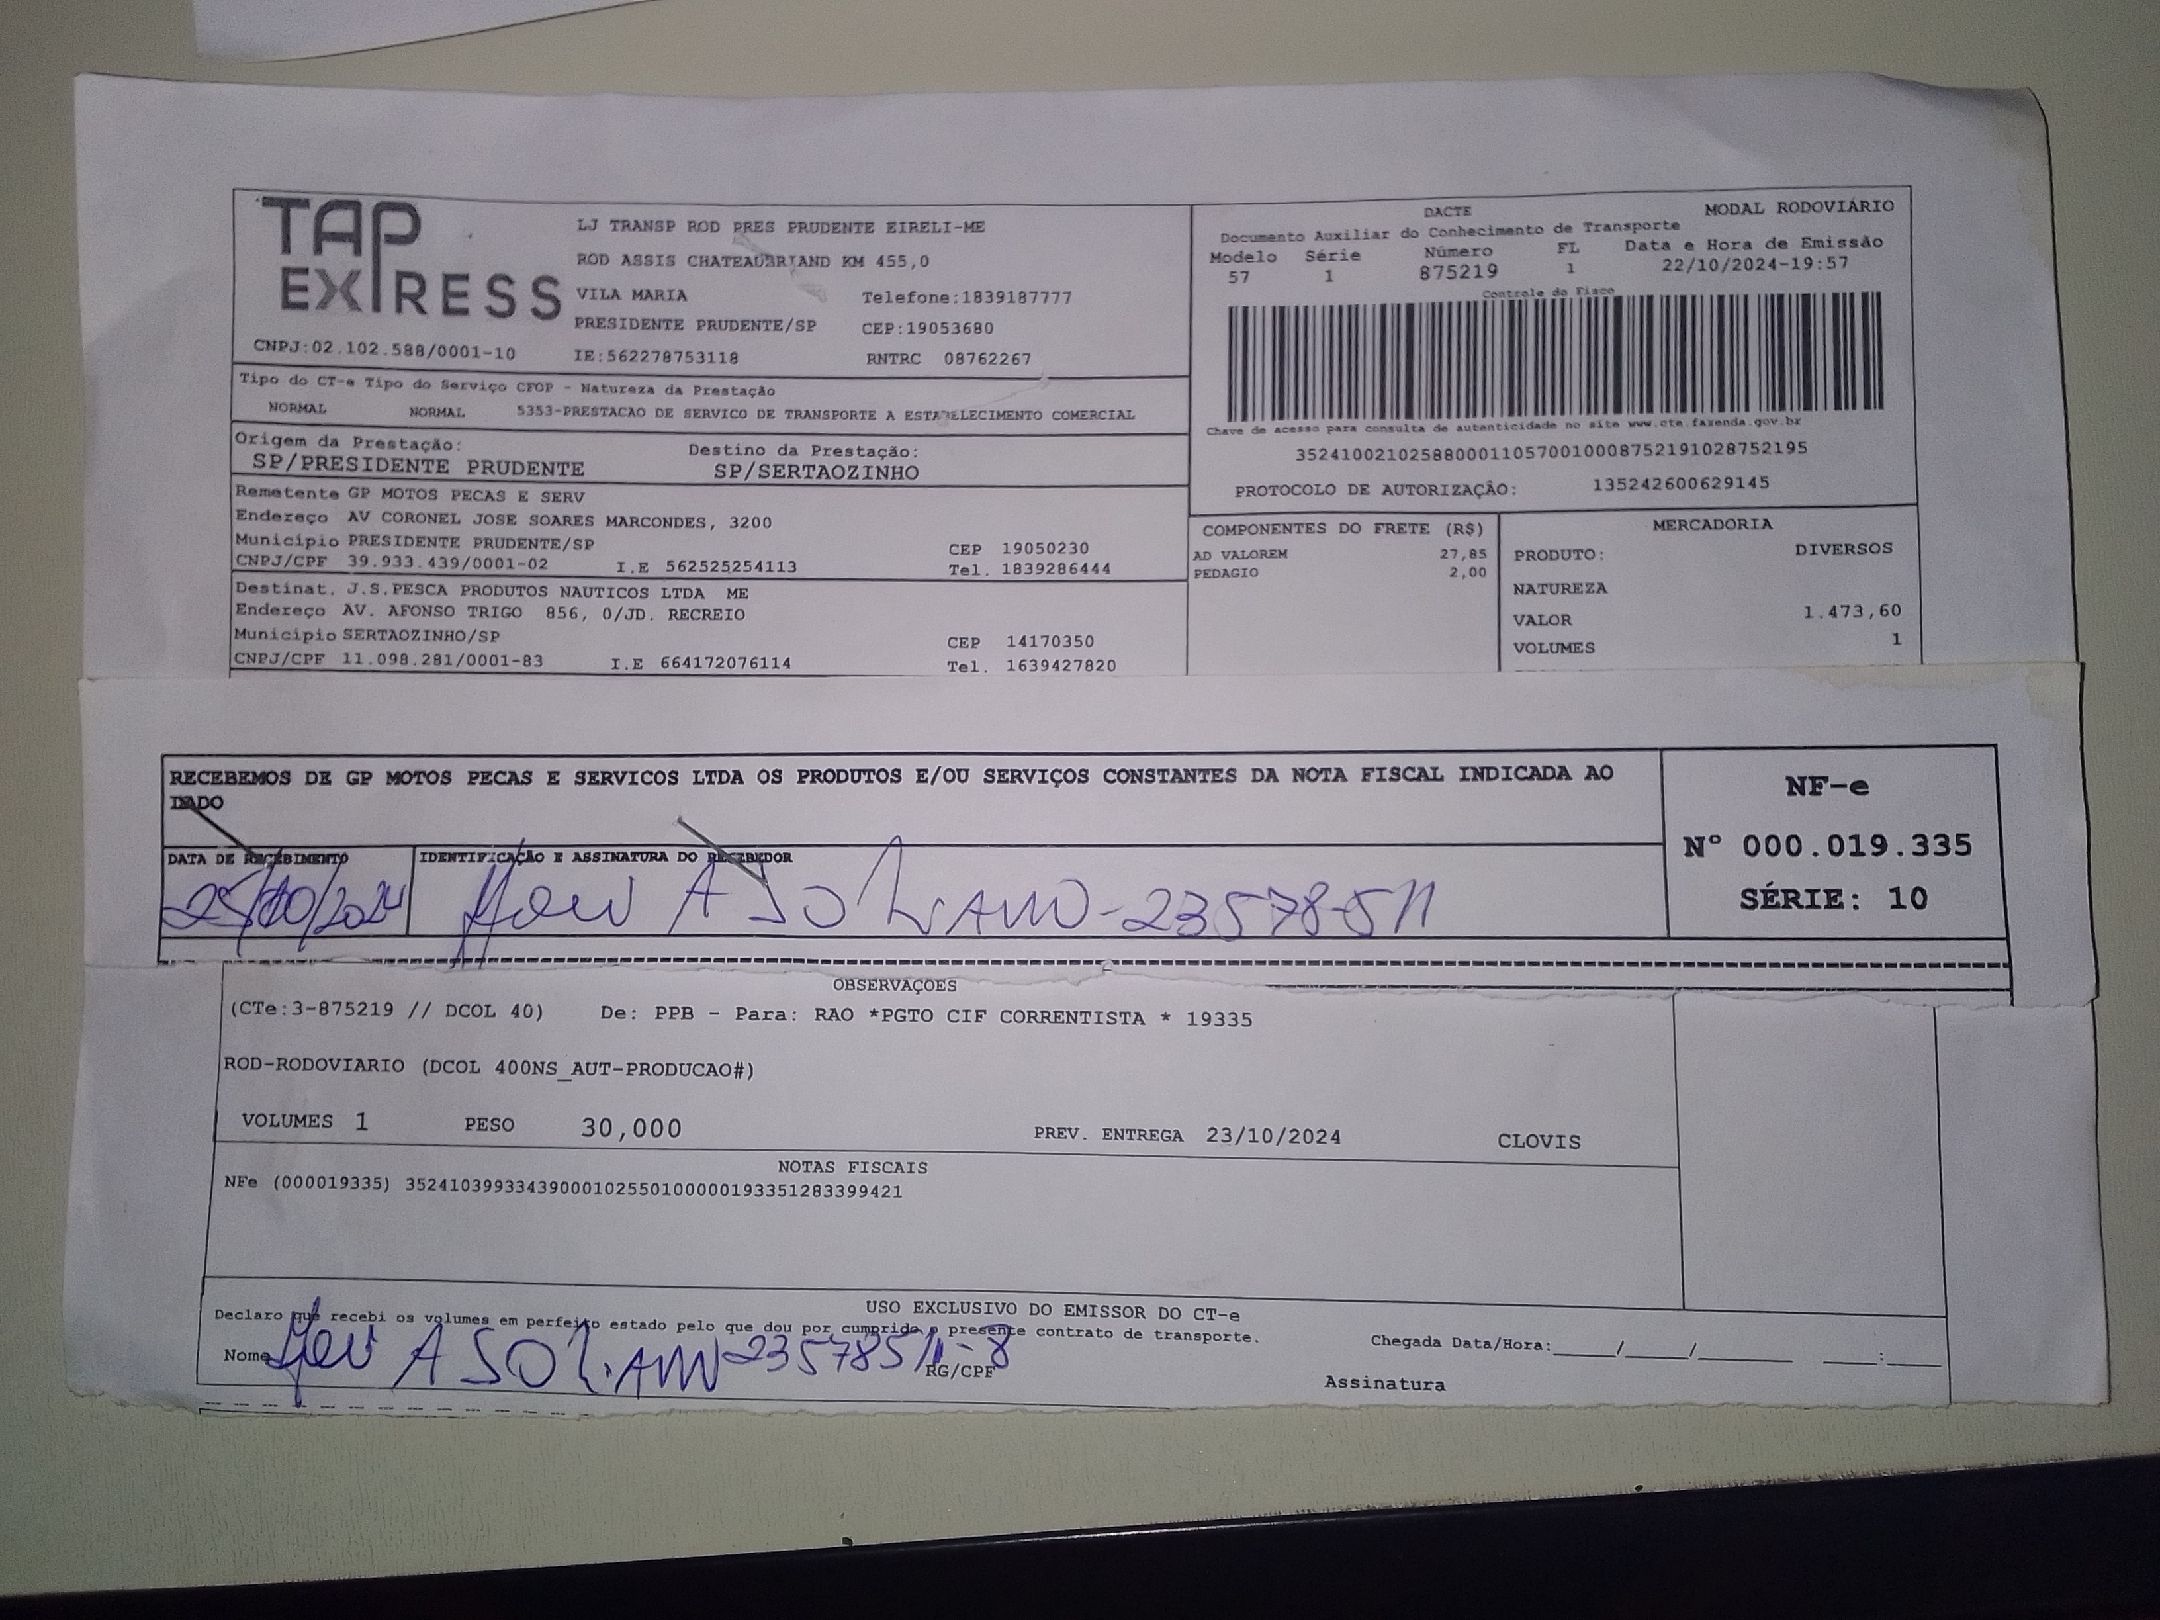 TAP EXPRESS
LJ TRANSP ROD PRES PRUDENTE EIRELI-ME
ROD ASSIS CHATEAUBRIAND KM 455,0
VILA MARIA Telefone:1839187777
PRESIDENTE PRUDENTE/SP CEP:19053680
CNPJ:02.102.588/0001-10 IE:562278753118 RNTRC 08762267
DACTE MODAL RODOVIÁRIO
Documento Auxiliar do Conhecimento de Transporte
Modelo Série Número FL Data e Hora de Emissão
57 1 875219 1 22/10/2024-19:57
Controle do Fisco
Chave de acesso para consulta de autenticidade no site www.cte.fazenda.gov.br
35241002102588000110570010008752191028752195
PROTOCOLO DE AUTORIZAÇÃO: 135242600629145
Tipo do CT-e Tipo do Serviço CFOP - Natureza da Prestação
NORMAL NORMAL 5353-PRESTACAO DE SERVICO DE TRANSPORTE A ESTABELECIMENTO COMERCIAL
Origem da Prestação: Destino da Prestação:
SP/PRESIDENTE PRUDENTE SP/SERTAOZINHO
Remetente GP MOTOS PECAS E SERV
Endereço AV CORONEL JOSE SOARES MARCONDES, 3200
Município PRESIDENTE PRUDENTE/SP CEP 19050230
CNPJ/CPF 39.933.439/0001-02 I.E 562525254113 Tel. 1839286444
Destinat. J.S.PESCA PRODUTOS NAUTICOS LTDA ME
Endereço AV. AFONSO TRIGO 856, 0/JD. RECREIO
Município SERTAOZINHO/SP CEP 14170350
CNPJ/CPF 11.098.281/0001-83 I.E 664172076114 Tel. 1639427820
COMPONENTES DO FRETE (R$)
AD VALOREM 27,85
PEDAGIO 2,00
MERCADORIA
PRODUTO: DIVERSOS
NATUREZA
VALOR 1.473,60
VOLUMES 1
RECEBEMOS DE GP MOTOS PECAS E SERVICOS LTDA OS PRODUTOS E/OU SERVIÇOS CONSTANTES DA NOTA FISCAL INDICADA AO
LADO
DATA DE RECEBIMENTO IDENTIFICAÇÃO E ASSINATURA DO RECEBEDOR
25/10/2024 A 23578511
NF-e
Nº 000.019.335
SÉRIE: 10
OBSERVAÇOES
(CTe:3-875219 // DCOL 40) De: PPB - Para: RAO *PGTO CIF CORRENTISTA * 19335
ROD-RODOVIARIO (DCOL 400NS_AUT-PRODUCAO#)
VOLUMES 1 PESO 30,000 PREV. ENTREGA 23/10/2024 CLOVIS
NOTAS FISCAIS
NFe (000019335) 35241039933439000102550100000193351283399421
USO EXCLUSIVO DO EMISSOR DO CT-e
Declaro que recebi os volumes em perfeito estado pelo que dou por cumprido o presente contrato de transporte.
Nome A 23578511-8 RG/CPF
Chegada Data/Hora:_____/_____/________ ____:____
Assinatura